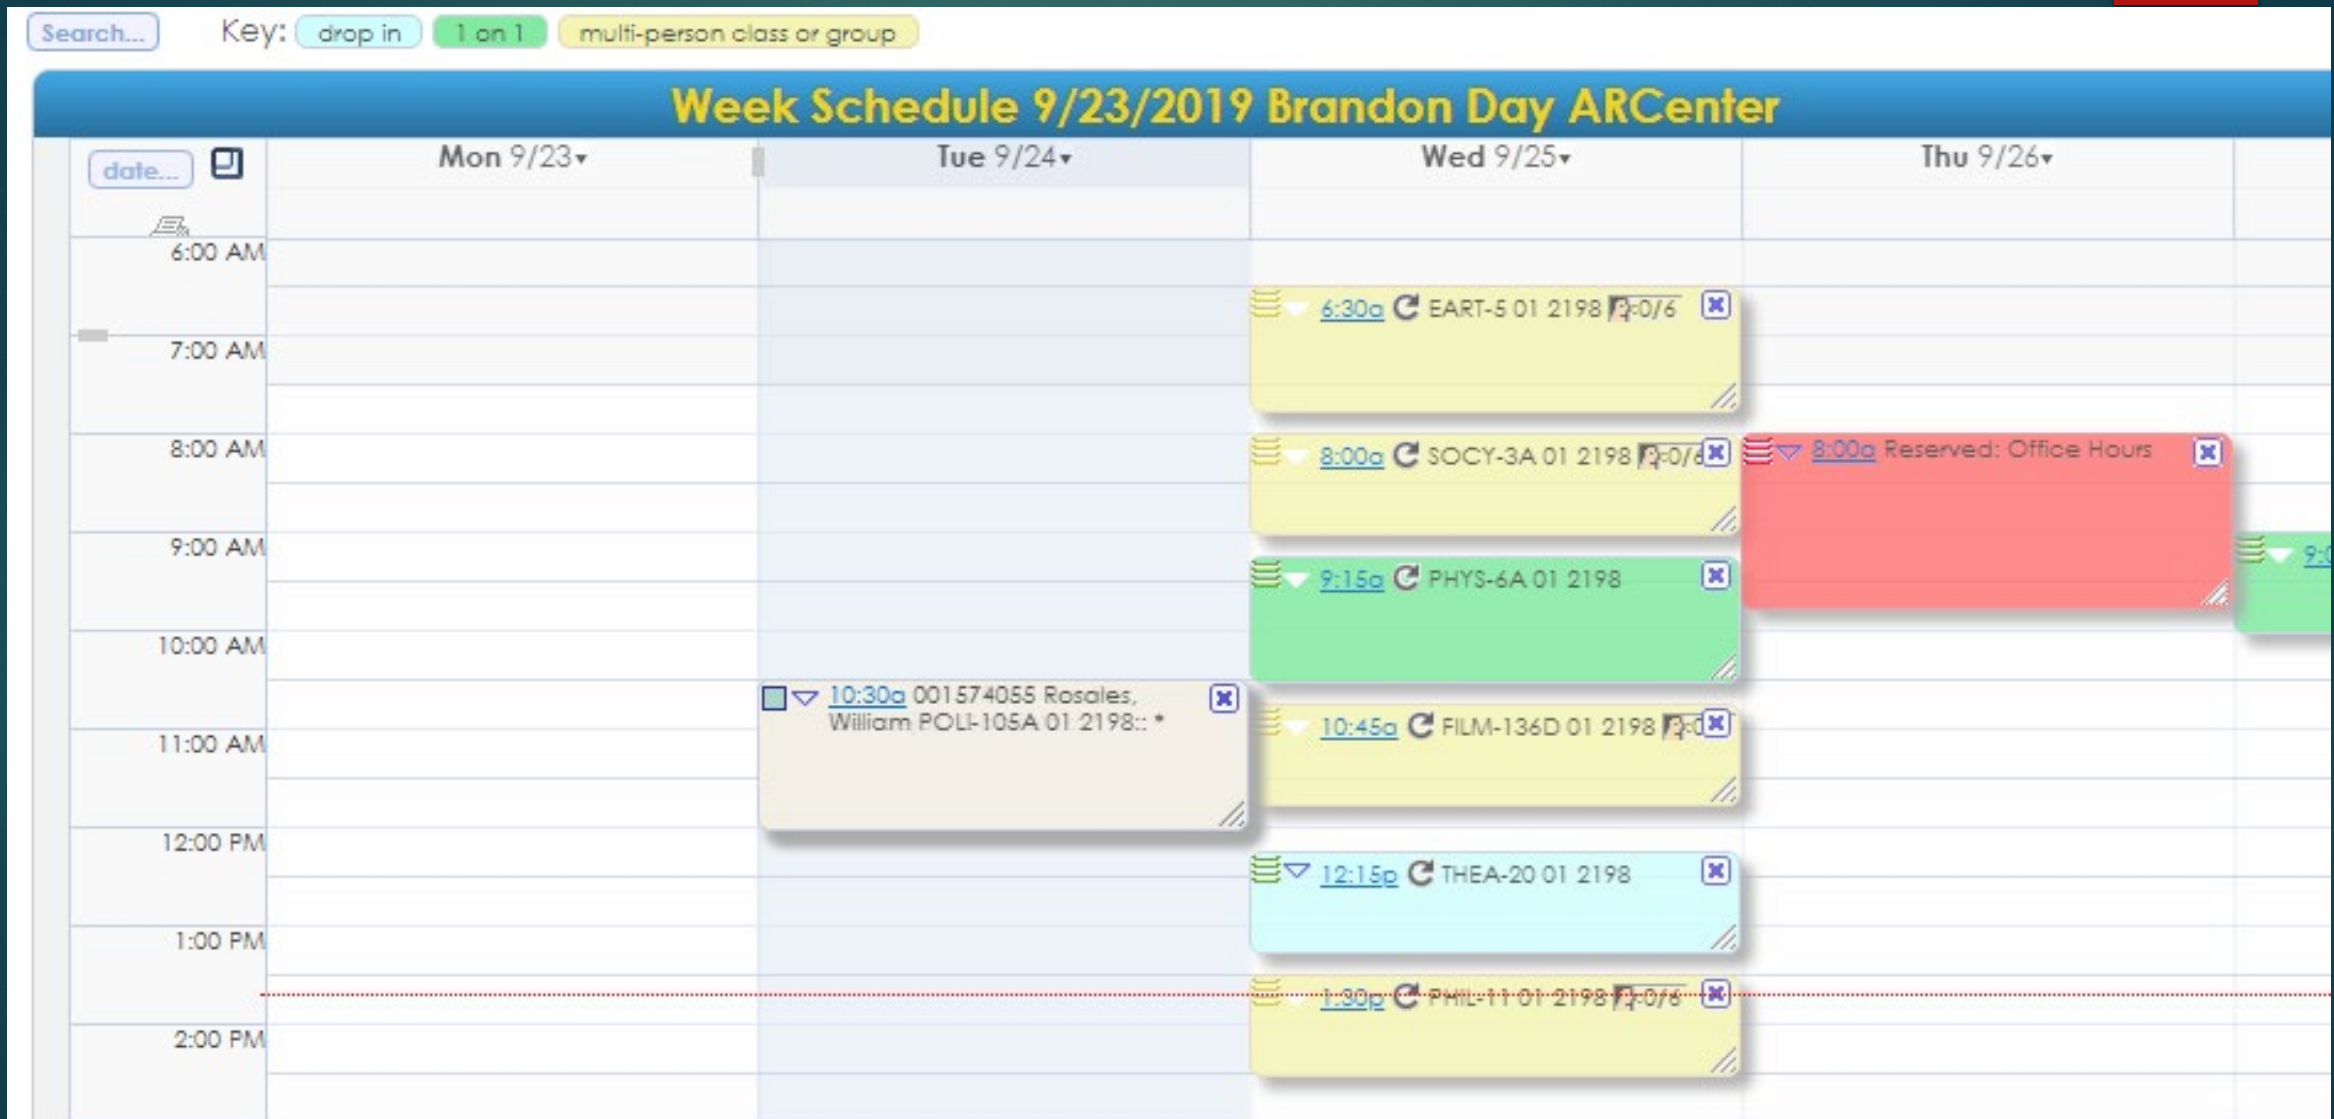 Search... Key: drop in 1 on 1 multi-person class or group
Week Schedule 9/23/2019 Brandon Day ARCenter
date... Mon 9/23 Tue 9/24 Wed 9/25 Thu 9/26
6:00 AM
6:30a EART-5 01 2198 :0/6
7:00 AM
8:00 AM
8:00a SOCY-3A 01 2198 :0/6
8:00a Reserved: Office Hours
9:00 AM
9:15a PHYS-6A 01 2198
10:00 AM
10:30a 001574055 Rosales,
William POLI-105A 01 2198:: *
10:45a FILM-136D 01 2198
11:00 AM
12:00 PM
12:15p THEA-20 01 2198
1:00 PM
1:30p PHIL-11 01 2198 :0/6
2:00 PM